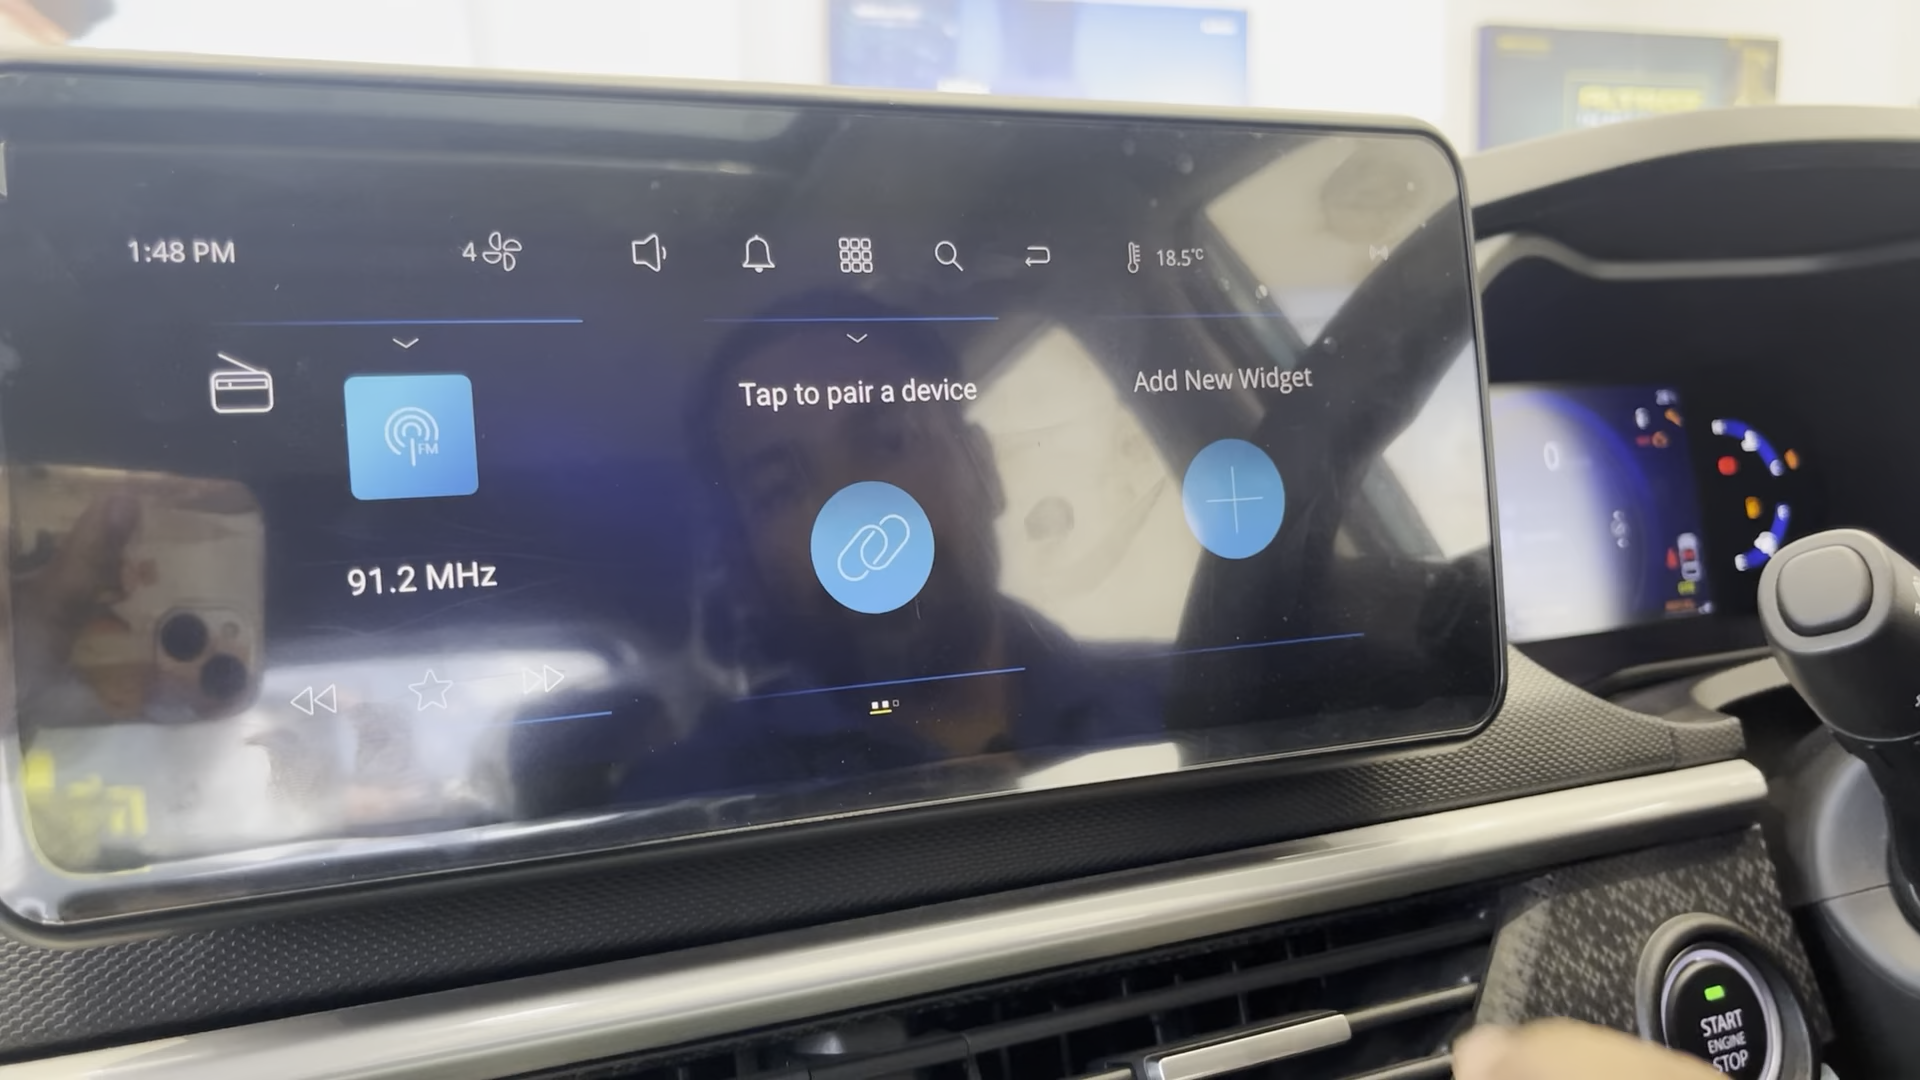 1:48 PM
4
18.5°C
FM
91.2 MHz
Tap to pair a device
Add New Widget
0
START
ENGINE
STOP